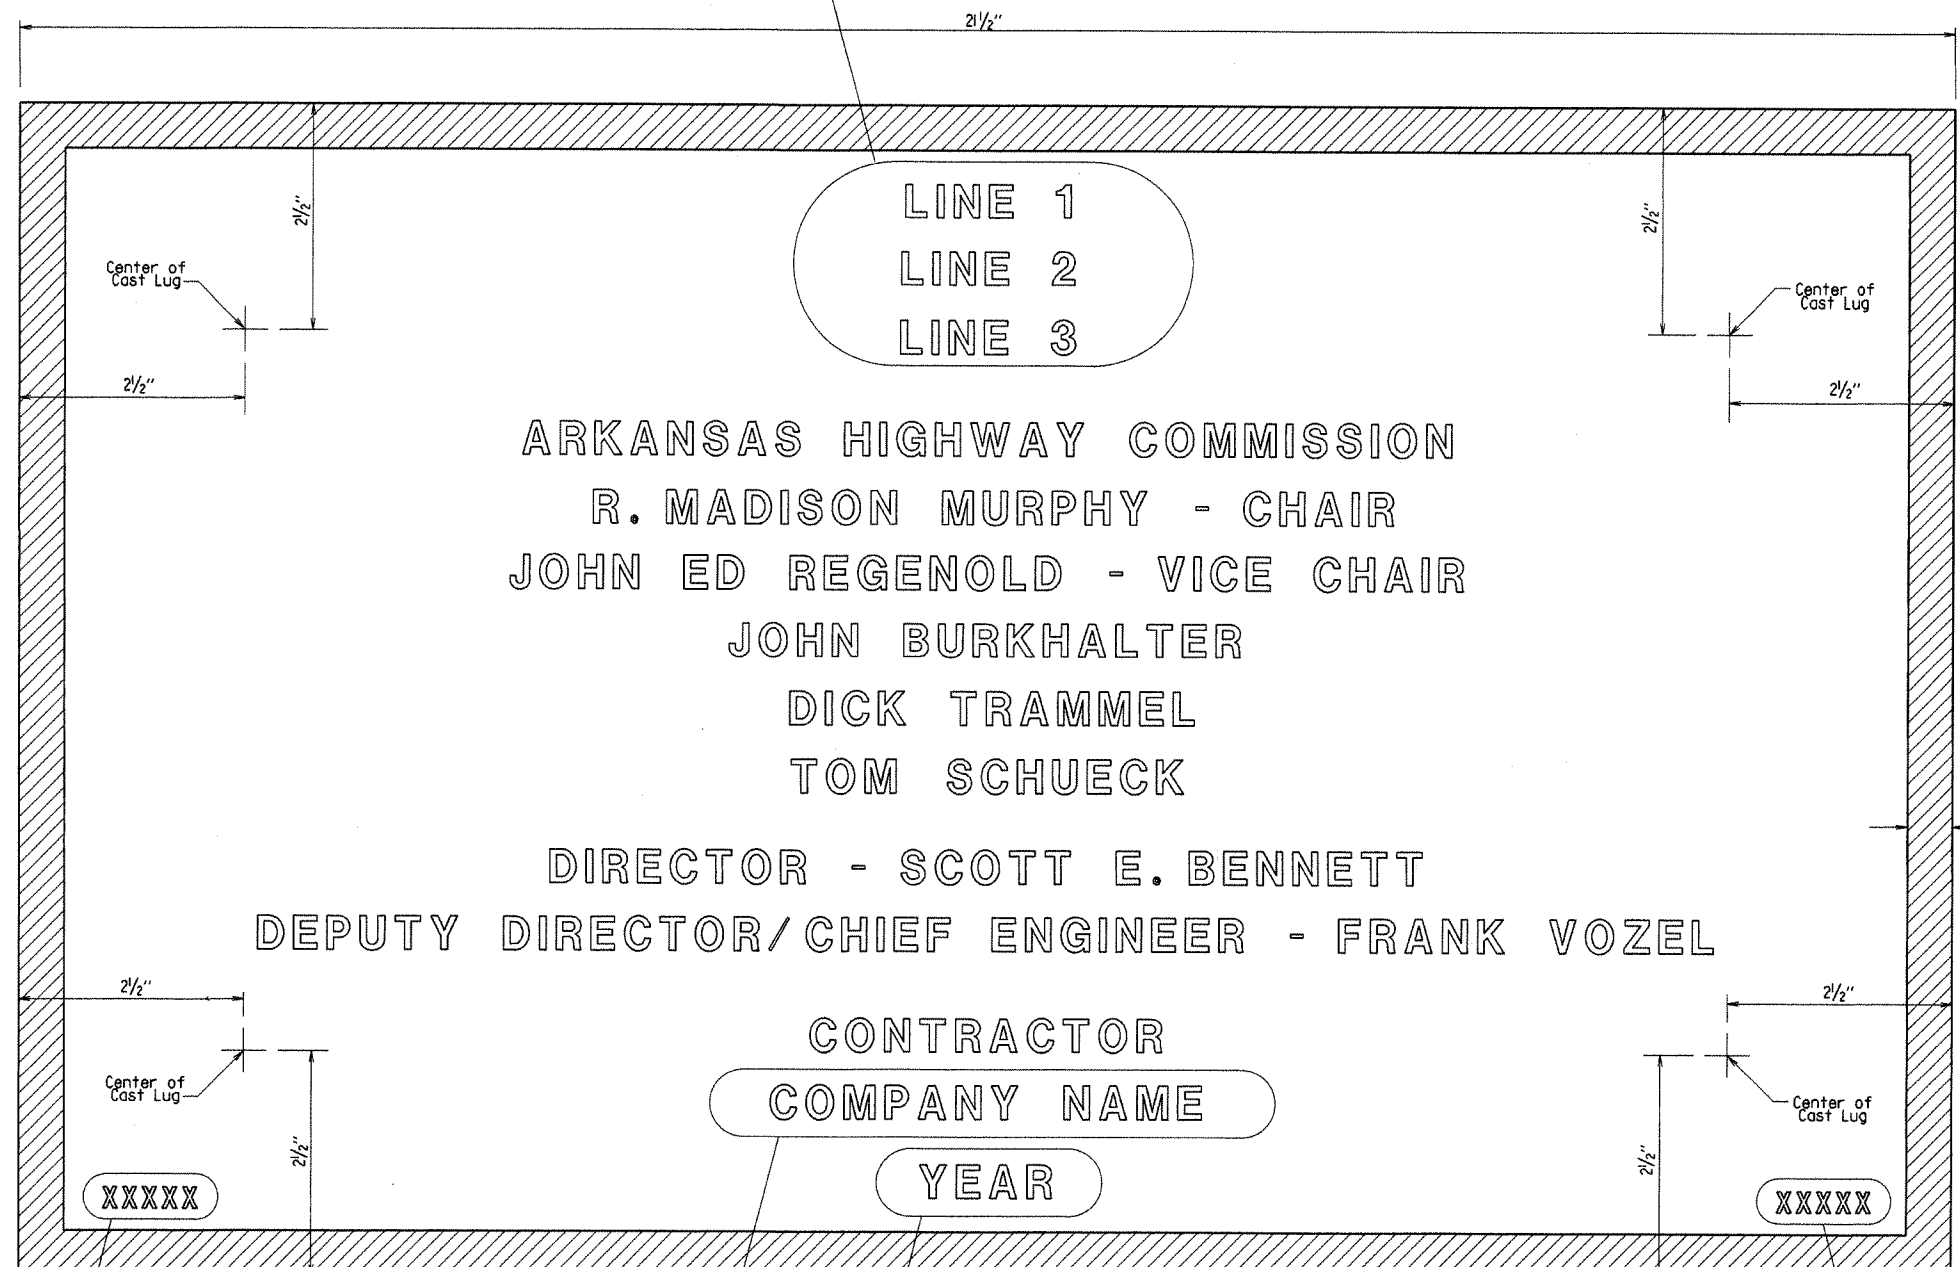 21½"
2½"
2½"
Center of
Cast Lug
Center of
Cast Lug
2½"
2½"
LINE 1
LINE 2
LINE 3
ARKANSAS HIGHWAY COMMISSION
R. MADISON MURPHY - CHAIR
JOHN ED REGENOLD - VICE CHAIR
JOHN BURKHALTER
DICK TRAMMEL
TOM SCHUECK
DIRECTOR - SCOTT E. BENNETT
DEPUTY DIRECTOR/CHIEF ENGINEER - FRANK VOZEL
2½"
2½"
CONTRACTOR
Center of
Cast Lug
COMPANY NAME
Center of
Cast Lug
2½"
2½"
YEAR
XXXXX
XXXXX